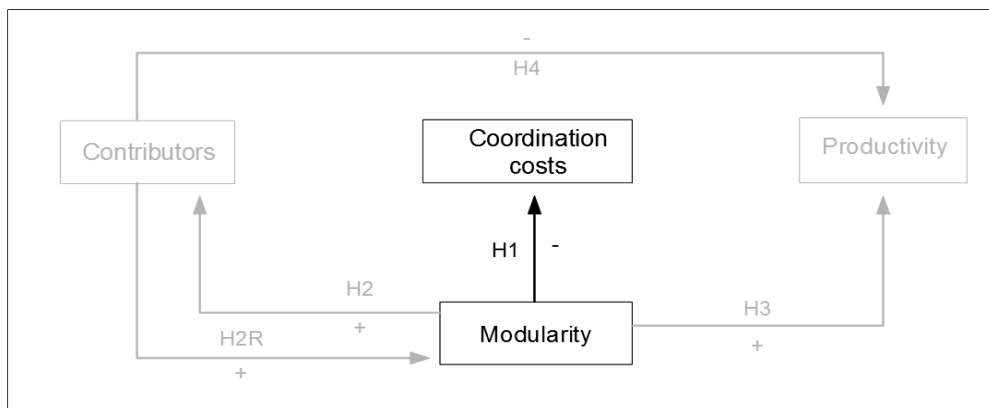 -
H4
Contributors
Coordination
costs
Productivity
H1
-
H2
+
H3
+
H2R
+
Modularity